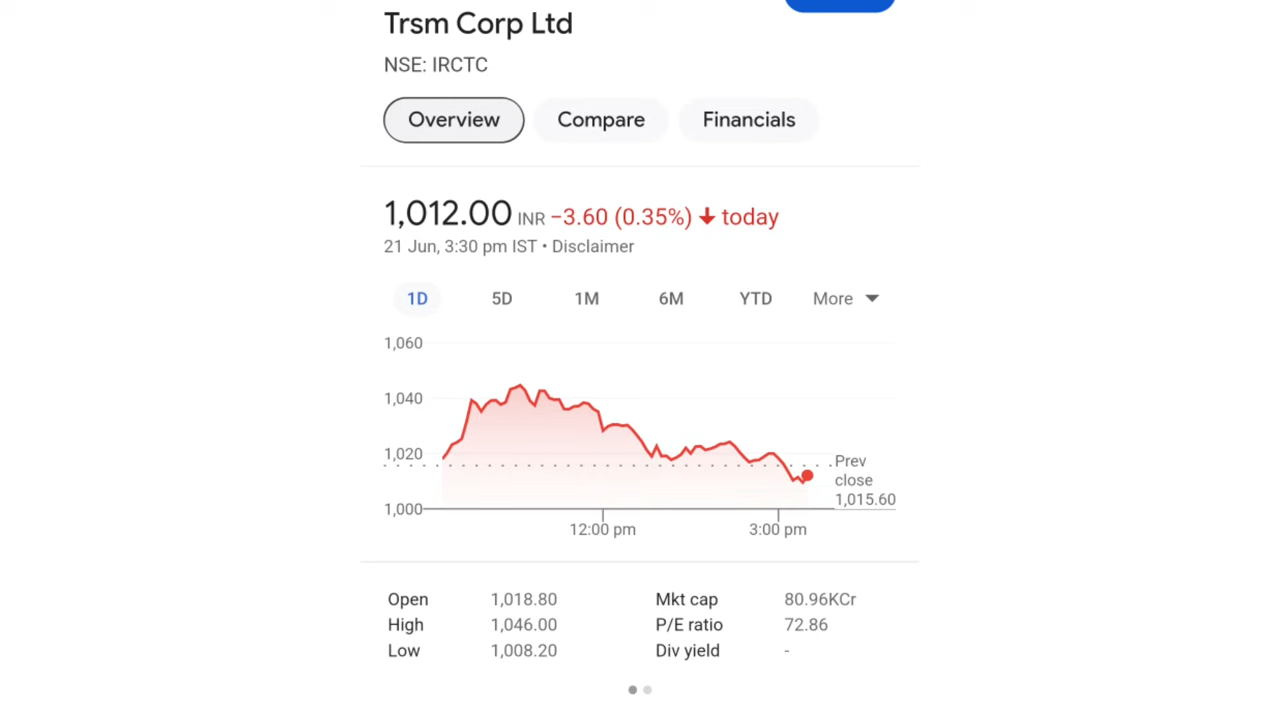 Trsm Corp Ltd
NSE: IRCTC
Overview Compare Financials
1,012.00 INR −3.60 (0.35%) ↓ today
21 Jun, 3:30 pm IST • Disclaimer
1D 5D 1M 6M YTD More
1,060
1,040
1,020
1,000
Prev
close
1,015.60
12:00 pm 3:00 pm
Open 1,018.80 Mkt cap 80.96KCr
High 1,046.00 P/E ratio 72.86
Low 1,008.20 Div yield -